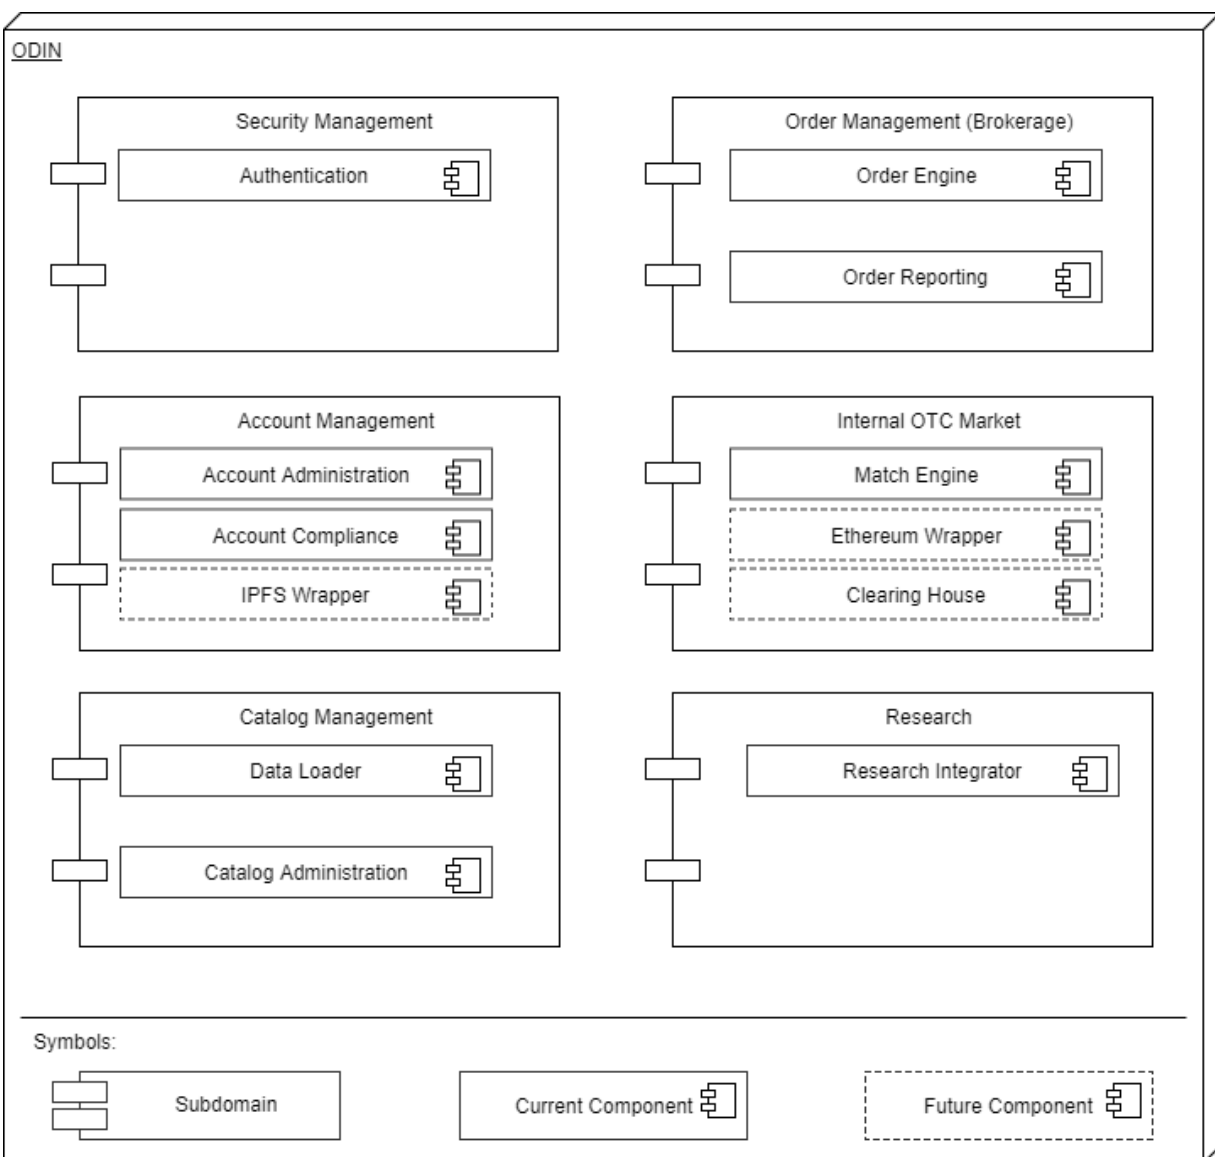 ODIN
Security Management
Authentication
Order Management (Brokerage)
Order Engine
Order Reporting
Account Management
Account Administration
Account Compliance
IPFS Wrapper
Internal OTC Market
Match Engine
Ethereum Wrapper
Clearing House
Catalog Management
Data Loader
Catalog Administration
Research
Research Integrator
Symbols:
Subdomain
Current Component
Future Component